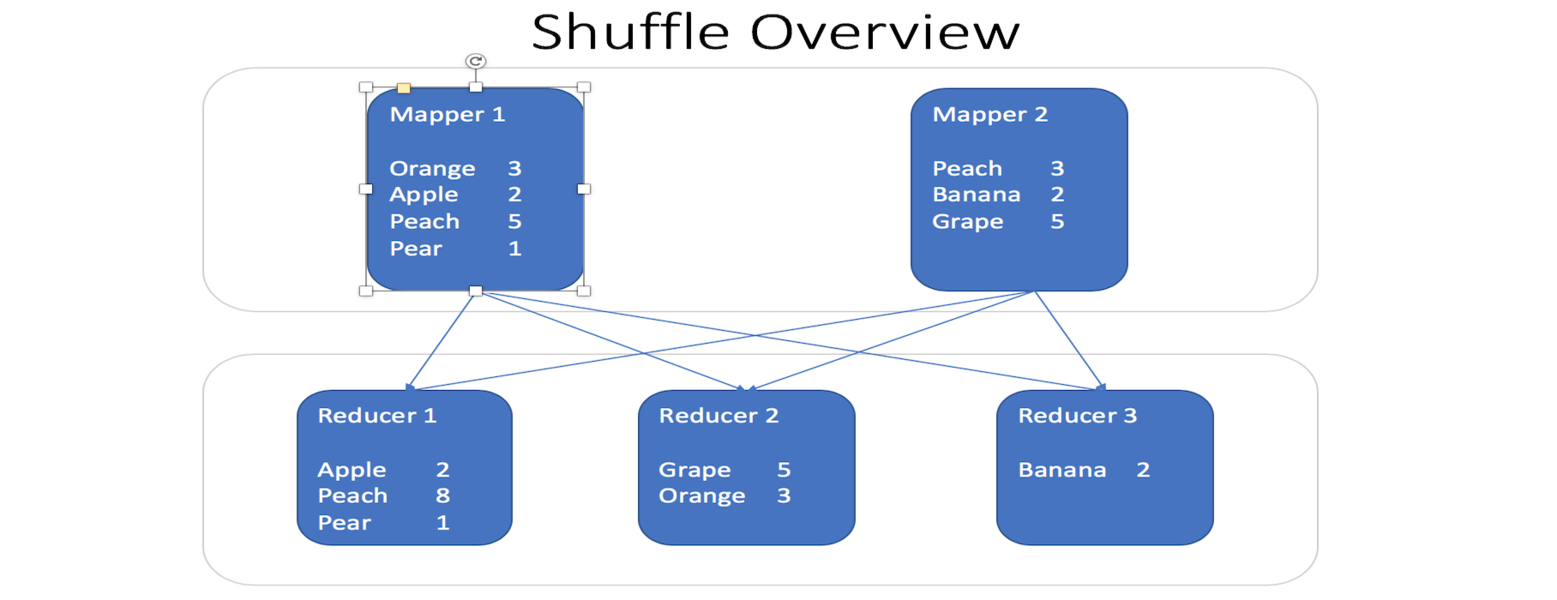 Shuffle Overview
Mapper 1
Orange 3
Apple 2
Peach 5
Pear 1
Mapper 2
Peach 3
Banana 2
Grape 5
Reducer 1
Apple 2
Peach 8
Pear 1
Reducer 2
Grape 5
Orange 3
Reducer 3
Banana 2